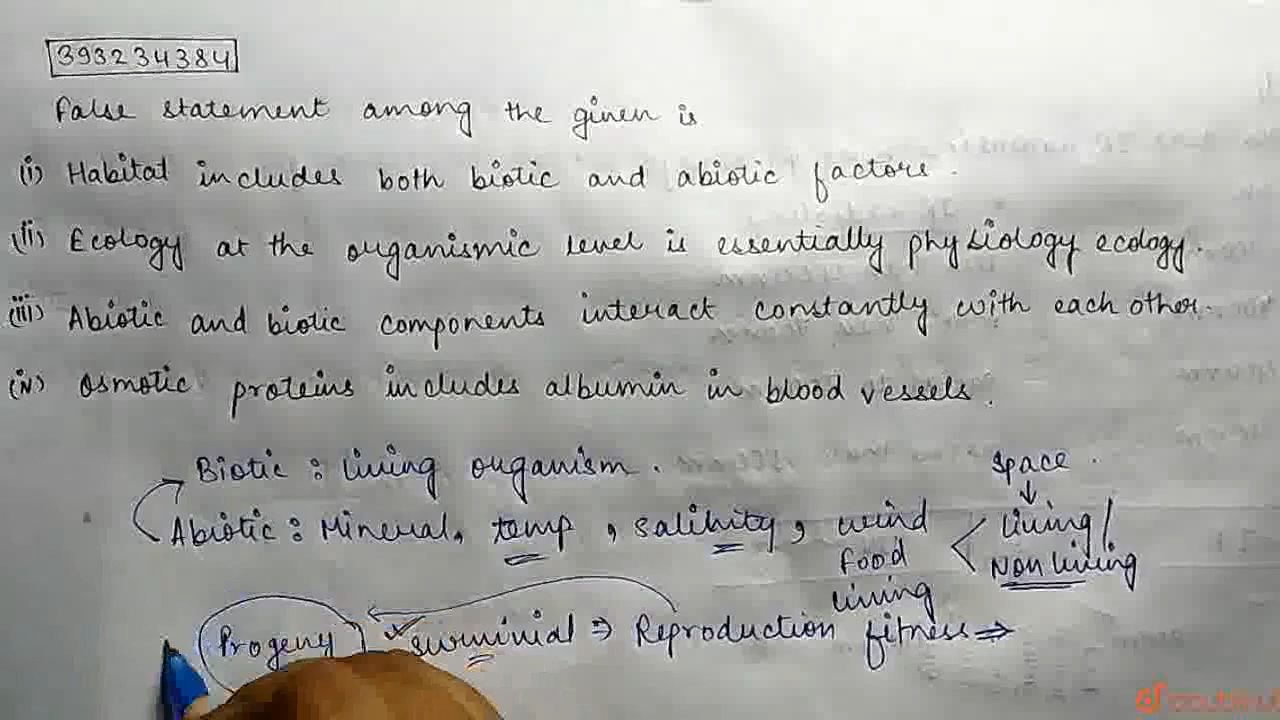 393234384
False statement among the given is
(i) Habitat includes both biotic and abiotic factors.
(ii) Ecology at the organismic level is essentially physiology ecology.
(iii) Abiotic and biotic components interact constantly with each other.
(iv) Osmotic proteins includes albumin in blood vessels.
Biotic : Living organism.
space.
Abiotic : Mineral, temp, salinity, wind
Living/
food
Non living
living
Progeny survival ⇒ Reproduction fitness ⇒
doubtnut